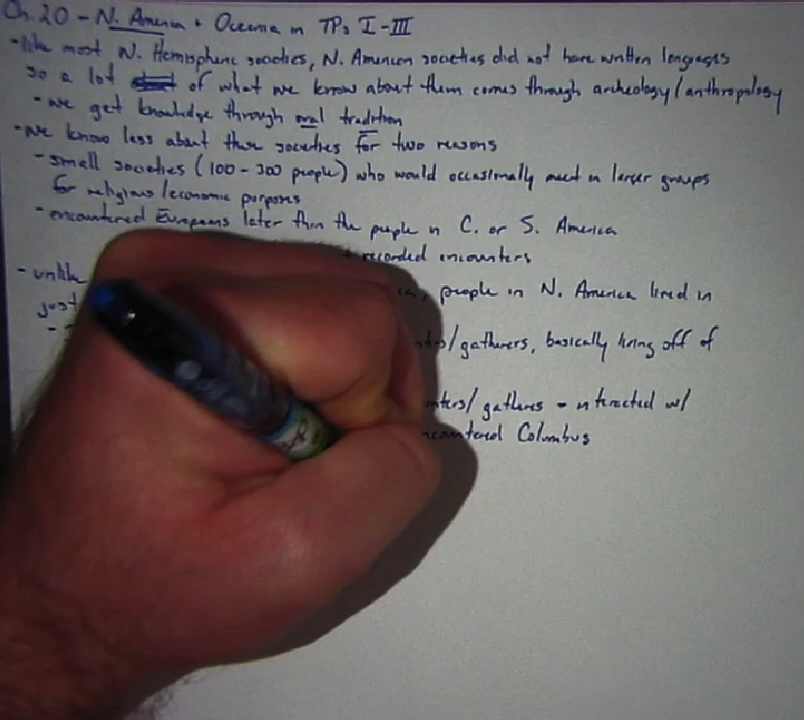 Ch. 20 - N. America + Oceania in TPs I-III
- like most N. Hemisphere societies, N. American societies did not have written languages
so a lot of what we know about them comes through archeology/anthropology
- we get knowledge through oral tradition
- we know less about these societies for two reasons
- small societies (100-300 people) who would occasionally meet in larger groups
for religious/economic purposes
- encountered Europeans later than the people in C. or S. America
recorded encounters
- unlike people in N. America lived in
just
/gatherers, basically living off of
/gatherers - interacted w/
encountered Columbus